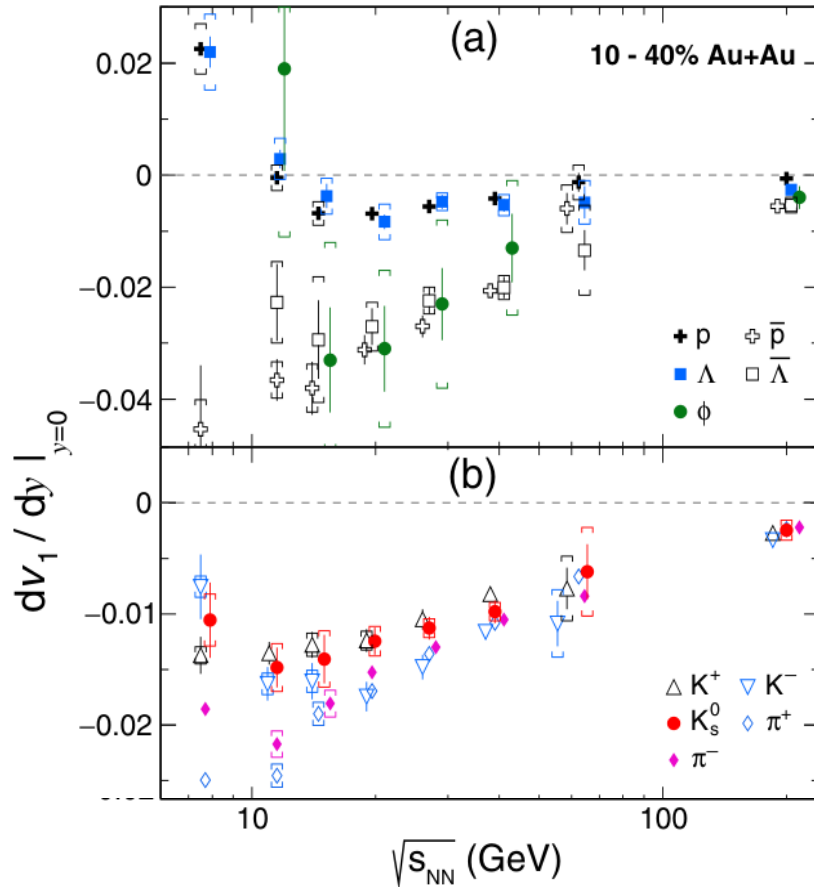 (a)
10 - 40% Au+Au
0.02
0
−0.02
−0.04
p p̅
Λ Λ̅
ϕ
dv₁ / dy |y=0
(b)
0
−0.01
−0.02
K⁺ K⁻
K⁰ₛ π⁺
π⁻
10 100
√sNN (GeV)